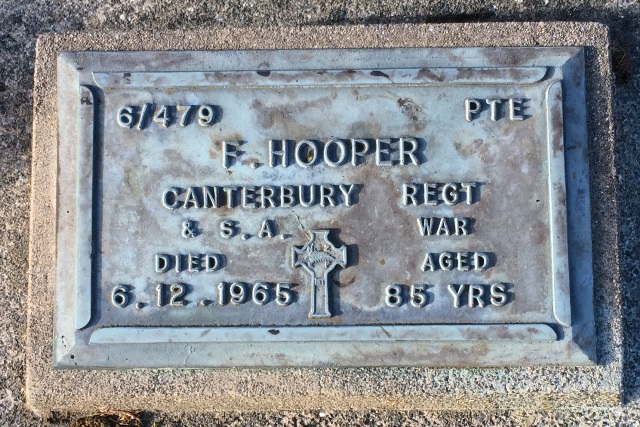 6/479 PTE
F. HOOPER
CANTERBURY REGT
& S.A. WAR
DIED AGED
6.12.1965 85 YRS